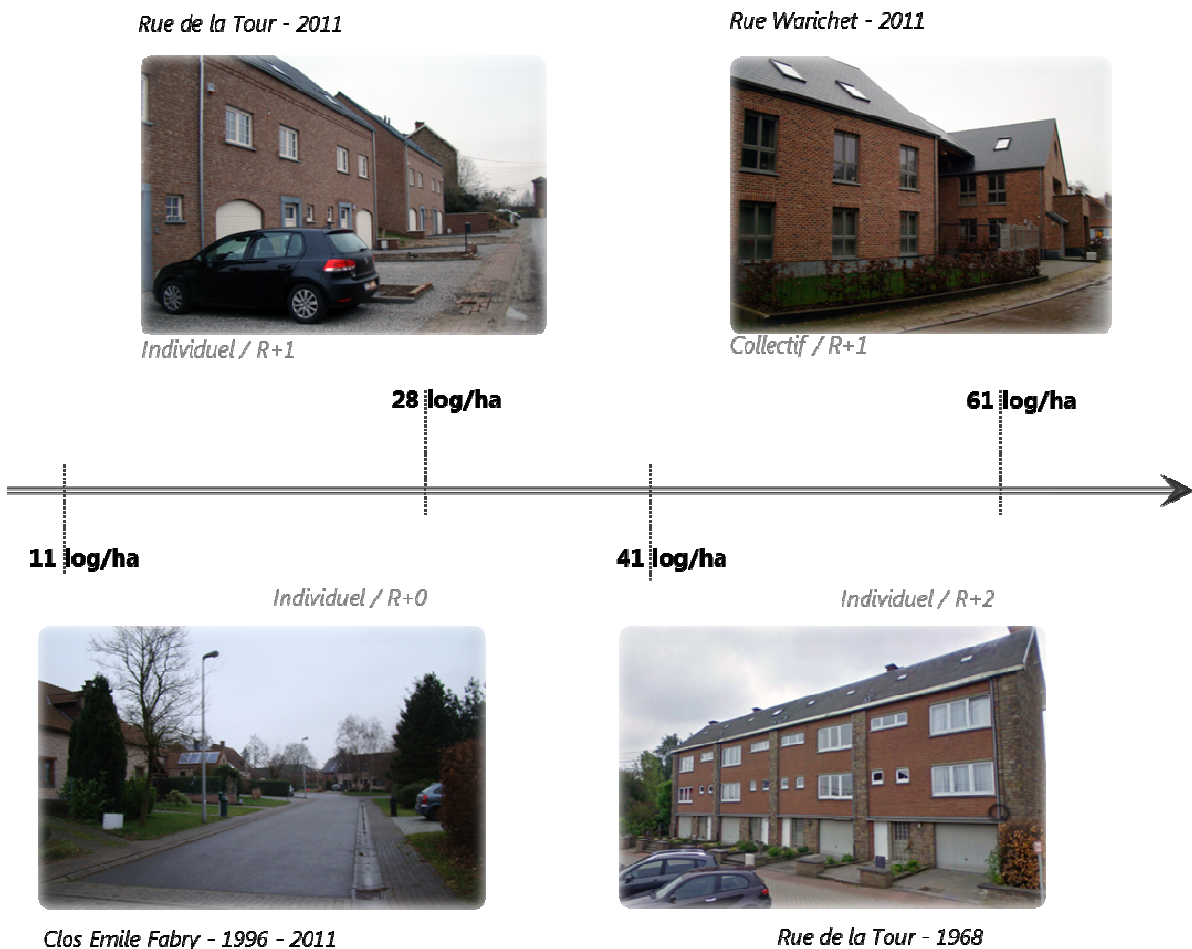 Rue de la Tour - 2011
Rue Warichet - 2011
Individuel / R+1
Collectif / R+1
28 log/ha
61 log/ha
11 log/ha
41 log/ha
Individuel / R+0
Individuel / R+2
Clos Emile Fabry - 1996 - 2011
Rue de la Tour - 1968